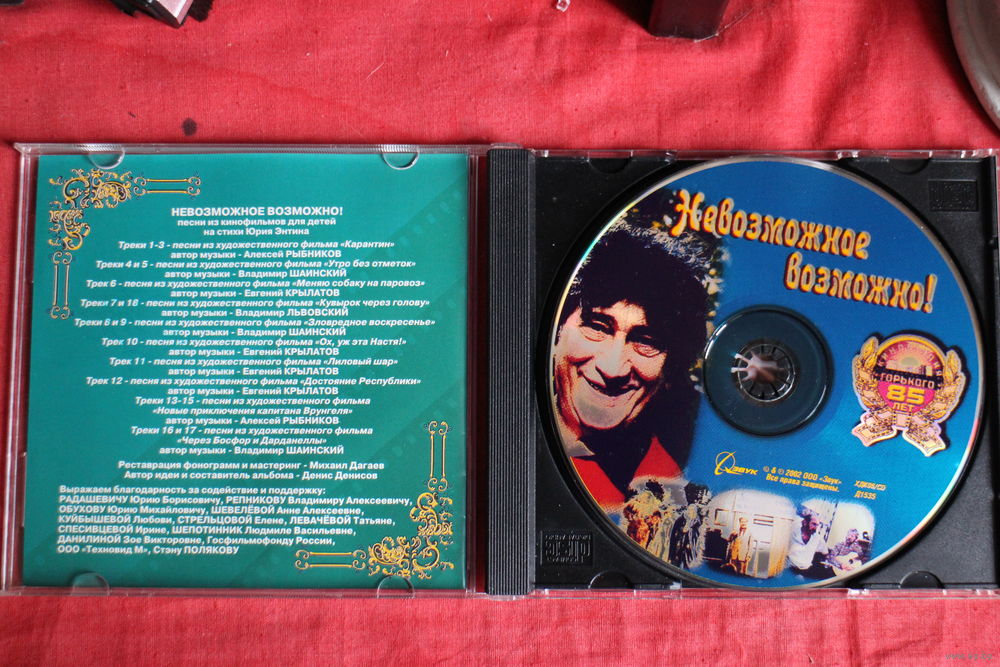 НЕВОЗМОЖНОЕ ВОЗМОЖНО!
песни из кинофильмов для детей
на стихи Юрия Энтина
Треки 1-3 - песни из художественного фильма «Карантин»
автор музыки - Алексей РЫБНИКОВ
Треки 4 и 5 - песни из художественного фильма «Утро без отметок»
автор музыки - Владимир ШАИНСКИЙ
Трек 6 - песни из художественного фильма «Меняю собаку на паровоз»
автор музыки - Евгений КРЫЛАТОВ
Треки 7 и 18 - песни из художественного фильма «Кувырок через голову»
автор музыки - Владимир ЛЬВОВСКИЙ
Треки 8 и 9 - песни из художественного фильма «Зловредное воскресенье»
автор музыки - Владимир ШАИНСКИЙ
Трек 10 - песня из художественного фильма «Ох, уж эта Настя!»
автор музыки - Евгений КРЫЛАТОВ
Трек 11 - песня из художественного фильма «Лиловый шар»
автор музыки - Евгений КРЫЛАТОВ
Трек 12 - песня из художественного фильма «Достояние Республики»
автор музыки - Евгений КРЫЛАТОВ
Треки 13-15 - песни из художественного фильма
«Новые приключения капитана Врунгеля»
автор музыки - Алексей РЫБНИКОВ
Треки 16 и 17 - песни из художественного фильма
«Через Босфор и Дарданеллы»
автор музыки - Владимир ШАИНСКИЙ
Реставрация фонограмм и мастеринг - Михаил Дагаев
Автор идеи и составитель альбома - Денис Денисов
Выражаем благодарность за содействие и поддержку:
РАДАШЕВИЧУ Юрию Борисовичу, РЕПНИКОВУ Владимиру Алексеевичу,
ОБУХОВУ Юрию Михайловичу, ШЕВЕЛЁВОЙ Анне Алексеевне,
КУЙБЫШЕВОЙ Любови, СТРЕЛЬЦОВОЙ Елене, ЛЕВАЧЁВОЙ Татьяне,
СПЕСИВЦЕВОЙ Ирине, ШЕПОТИННИК Людмиле Васильевне,
ДАНИЛИНОЙ Зое Викторовне, Госфильмофонду России,
ООО «Техновид М», Стэну ПОЛЯКОВУ
Невозможное
возможно!
ГОРЬКОГО
85
ЛЕТ
ЗВУК
© & © 2002 ООО «Звук»
Все права защищены.
Д1535